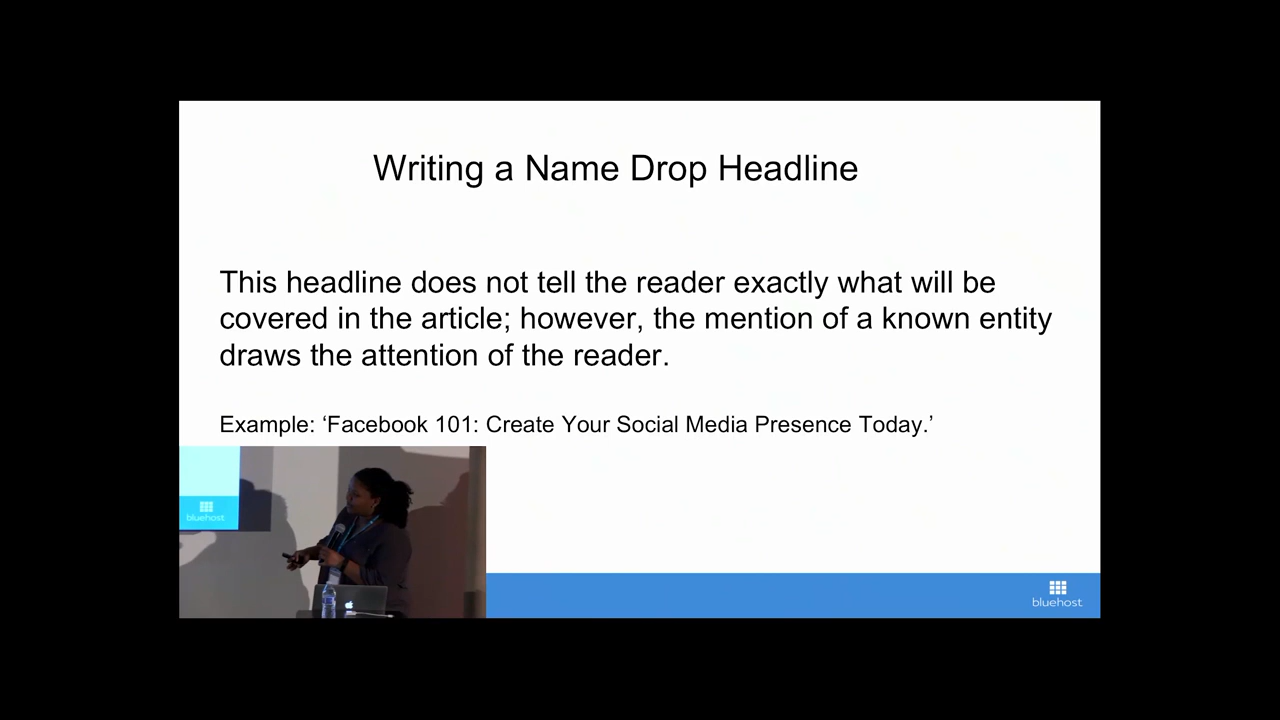 Writing a Name Drop Headline
This headline does not tell the reader exactly what will be
covered in the article; however, the mention of a known entity
draws the attention of the reader.
Example: ‘Facebook 101: Create Your Social Media Presence Today.’
bluehost
bluehost